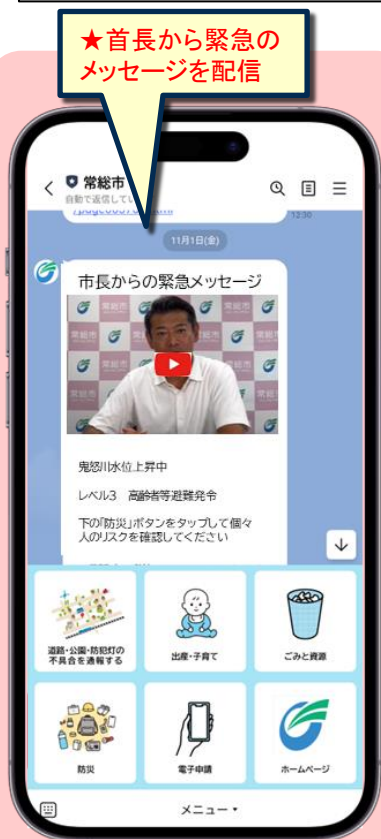 ★首長から緊急の
メッセージを配信
常総市
自動で返信してい
12:30
11月1日(金)
市長からの緊急メッセージ
常総市
鬼怒川水位上昇中
レベル3 高齢者等避難発令
下の「防災」ボタンをタップして個々
人のリスクを確認してください
道路・公園・防犯灯の
不具合を通報する
出産・子育て
ごみと資源
防災
電子申請
ホームページ
メニュー